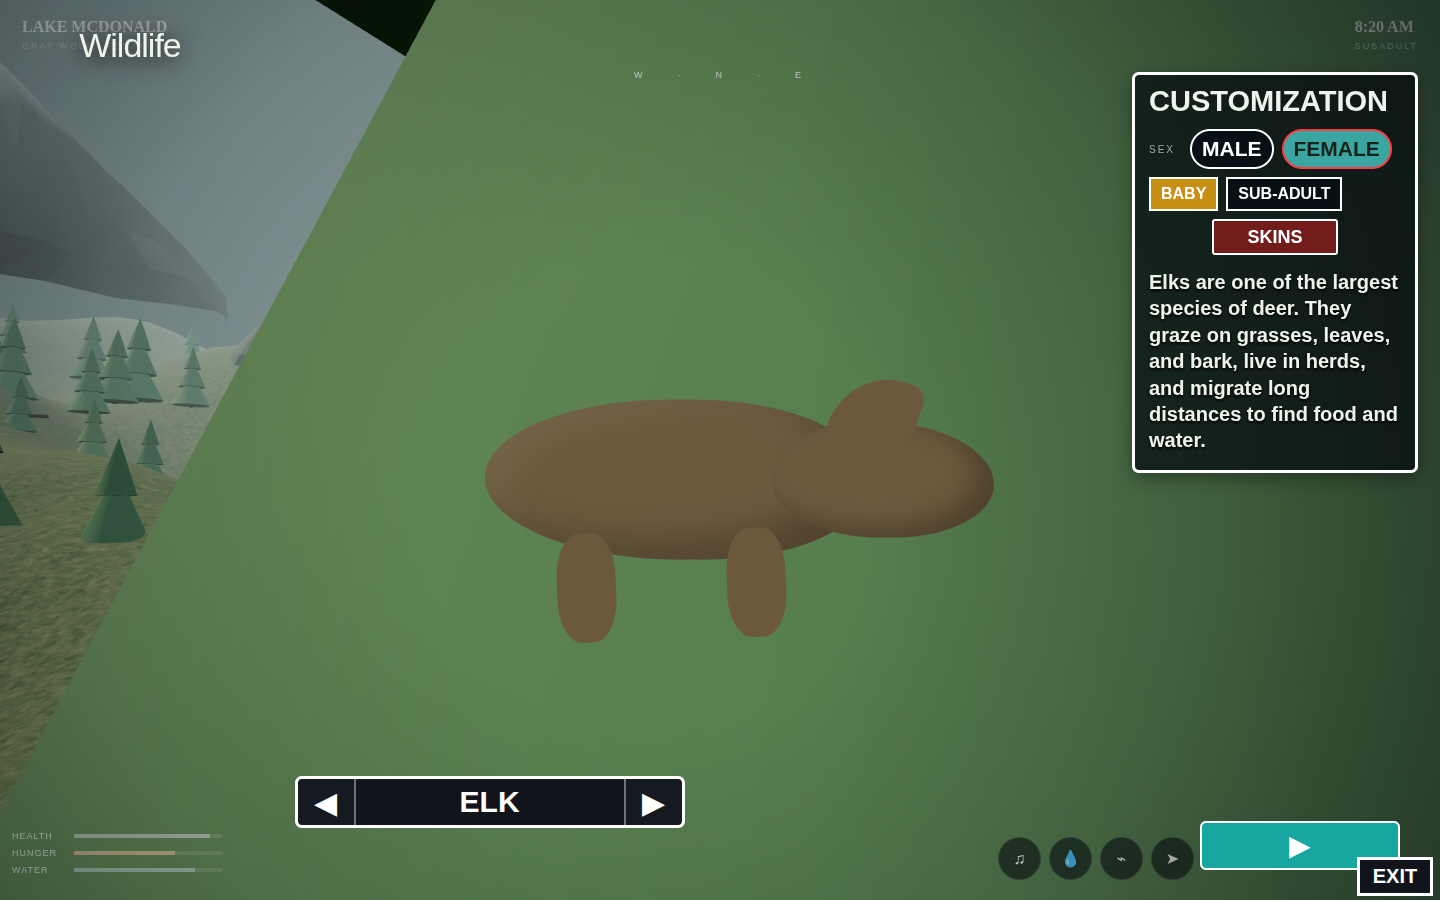 LAKE MCDONALD
GRAY WO
Wildlife
W · N · E
8:20 AM
SUBADULT
CUSTOMIZATION
SEX MALE FEMALE
BABY SUB-ADULT
SKINS
Elks are one of the largest
species of deer. They
graze on grasses, leaves,
and bark, live in herds,
and migrate long
distances to find food and
water.
◀ ELK ▶
HEALTH
HUNGER
WATER
EXIT